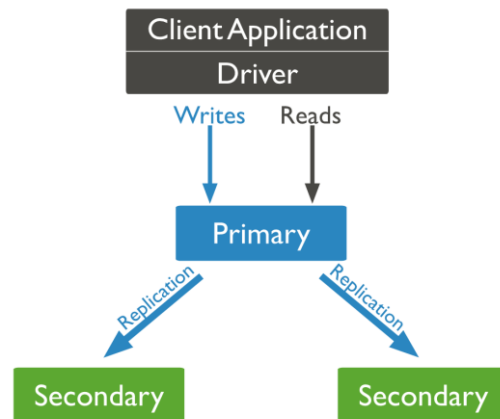 Client Application
Driver
Writes Reads
Primary
Replication Replication
Secondary Secondary